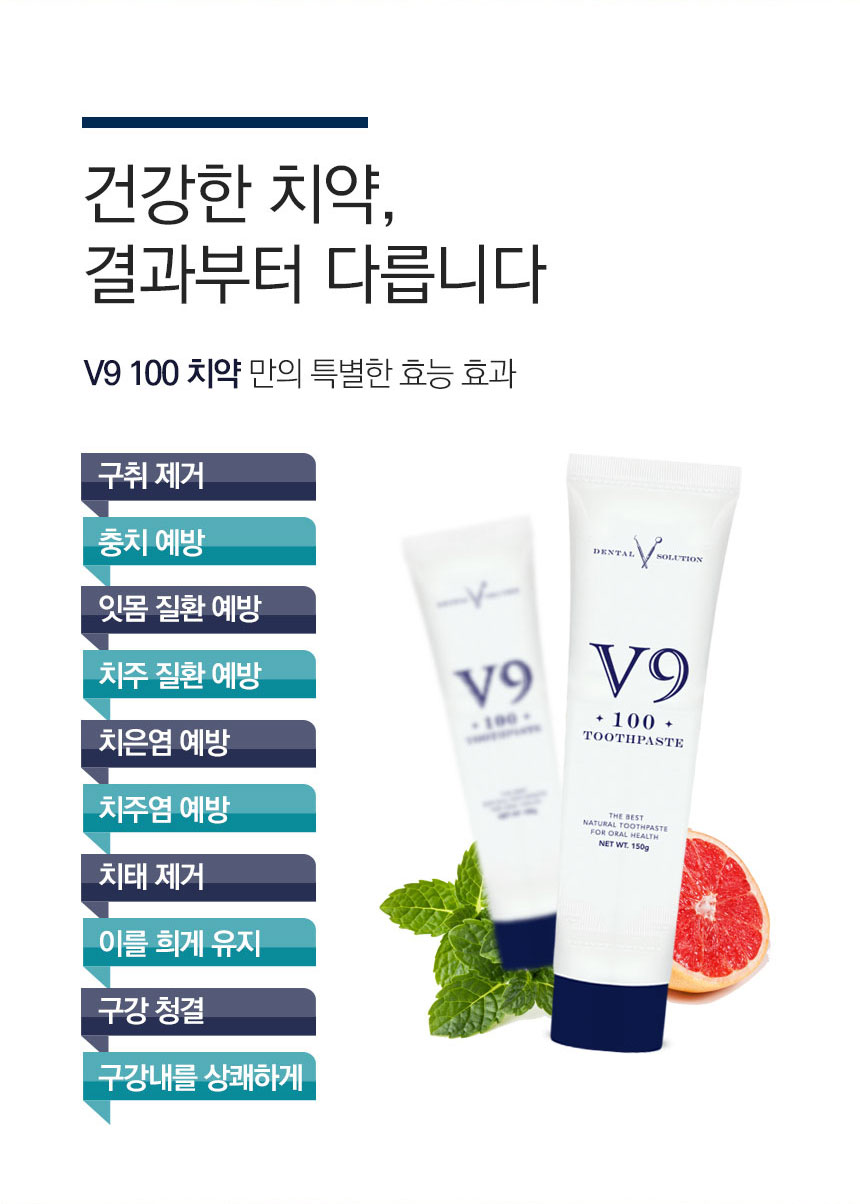 건강한 치약,
결과부터 다릅니다
V9 100 치약 만의 특별한 효능 효과
구취 제거
충치 예방
잇몸 질환 예방
치주 질환 예방
치은염 예방
치주염 예방
치태 제거
이를 희게 유지
구강 청결
구강내를 상쾌하게
DENTAL SOLUTION
V9
100
TOOTHPASTE
THE BEST
NATURAL TOOTHPASTE
FOR ORAL HEALTH
NET WT. 150g
V9
100
TOOTHPASTE